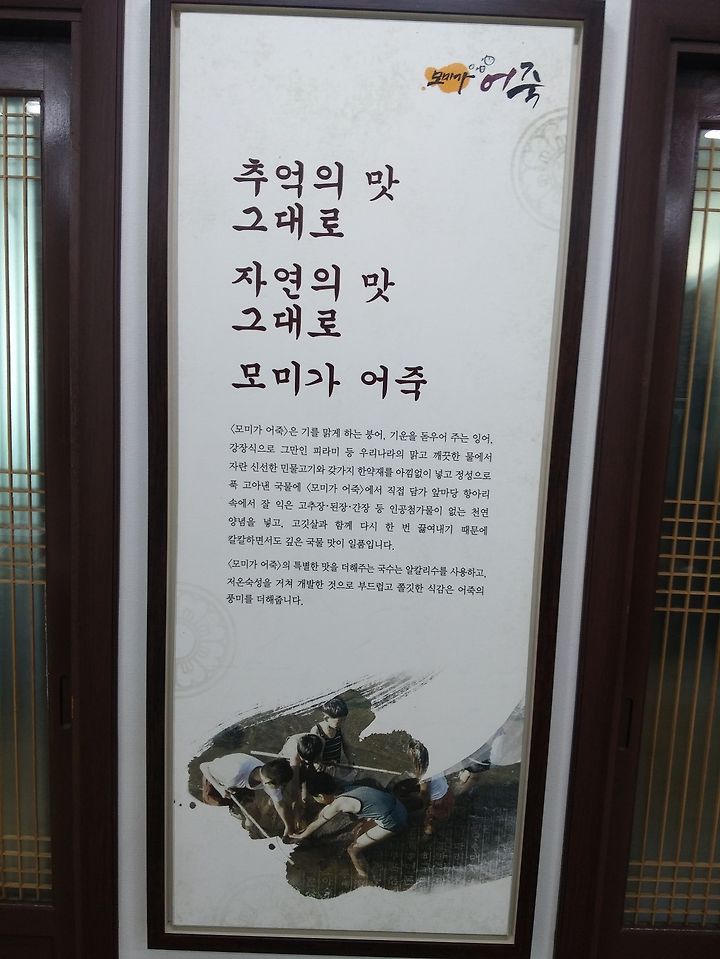 모미가 어죽
추억의 맛
그대로
자연의 맛
그대로
모미가 어죽
〈모미가 어죽〉은 기를 맑게 하는 붕어, 기운을 돋우어 주는 잉어,
강장식으로 그만인 피라미 등 우리나라의 맑고 깨끗한 물에서
자란 신선한 민물고기와 갖가지 한약재를 아낌없이 넣고 정성으로
푹 고아낸 국물에 〈모미가 어죽〉에서 직접 담가 앞마당 항아리
속에서 잘 익은 고추장·된장·간장 등 인공첨가물이 없는 천연
양념을 넣고, 고깃살과 함께 다시 한 번 끓여내기 때문에
칼칼하면서도 깊은 국물 맛이 일품입니다.
〈모미가 어죽〉의 특별한 맛을 더해주는 국수는 알칼리수를 사용하고,
저온숙성을 거쳐 개발한 것으로 부드럽고 쫄깃한 식감은 어죽의
풍미를 더해줍니다.